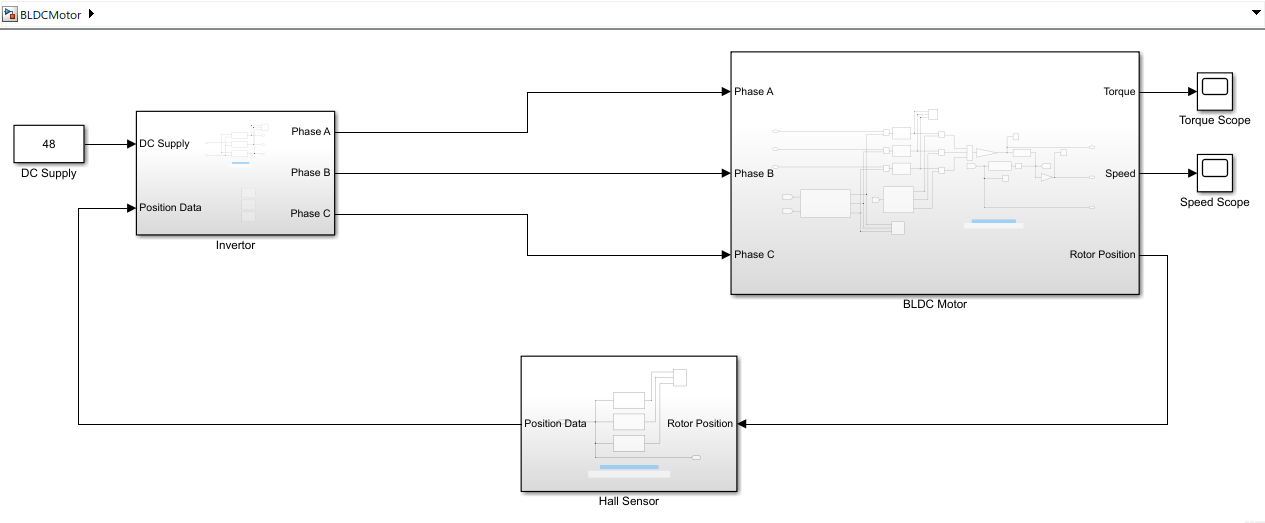 BLDCMotor
48
DC Supply
DC Supply
Position Data
Phase A
Phase B
Phase C
Invertor
Phase A
Phase B
Phase C
Torque
Speed
Rotor Position
BLDC Motor
Torque Scope
Speed Scope
Position Data
Rotor Position
Hall Sensor